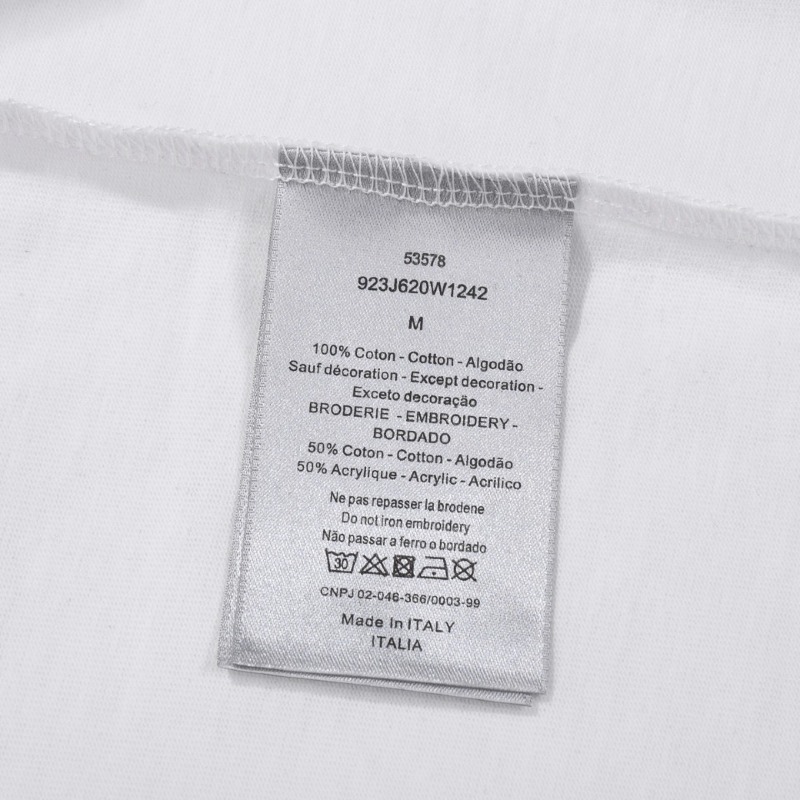 53578
923J620W1242
M
100% Coton - Cotton - Algodão
Sauf décoration - Except decoration -
Exceto decoração
BRODERIE - EMBROIDERY -
BORDADO
50% Coton - Cotton - Algodão
50% Acrylique - Acrylic - Acrilico
Ne pas repasser la brodene
Do not iron embroidery
Não passar a ferro o bordado
30
CNPJ 02-046-366/0003-99
Made In ITALY
ITALIA